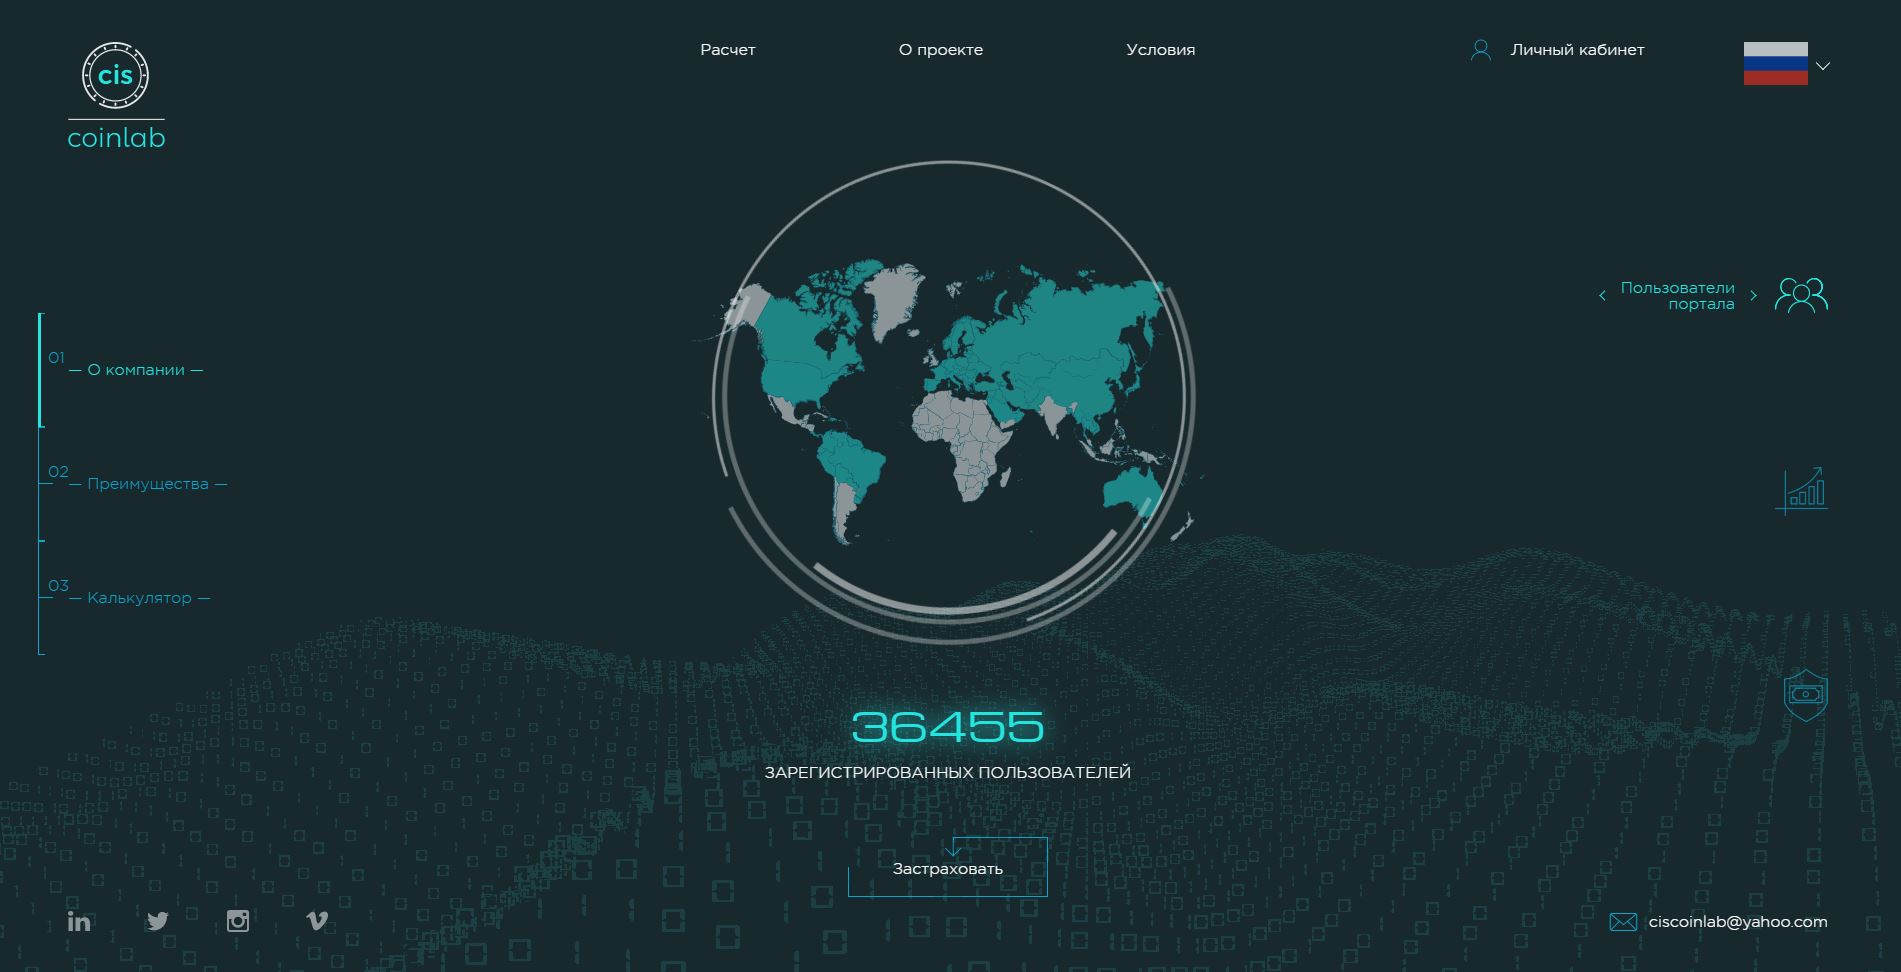 cis
coinlab
Расчет
О проекте
Условия
Личный кабинет
01
— О компании —
02
— Преимущества —
03
— Калькулятор —
Пользователи
портала
36455
ЗАРЕГИСТРИРОВАННЫХ ПОЛЬЗОВАТЕЛЕЙ
Застраховать
ciscoinlab@yahoo.com